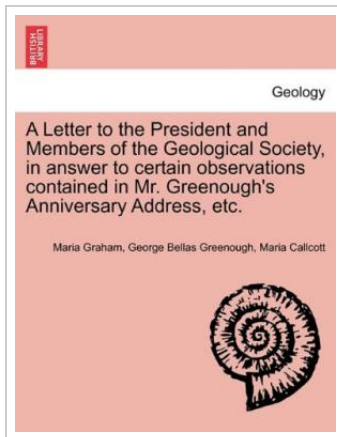 BRITISH
LIBRARY
Geology
A Letter to the President and
Members of the Geological Society,
in answer to certain observations
contained in Mr. Greenough's
Anniversary Address, etc.
Maria Graham, George Bellas Greenough, Maria Callcott